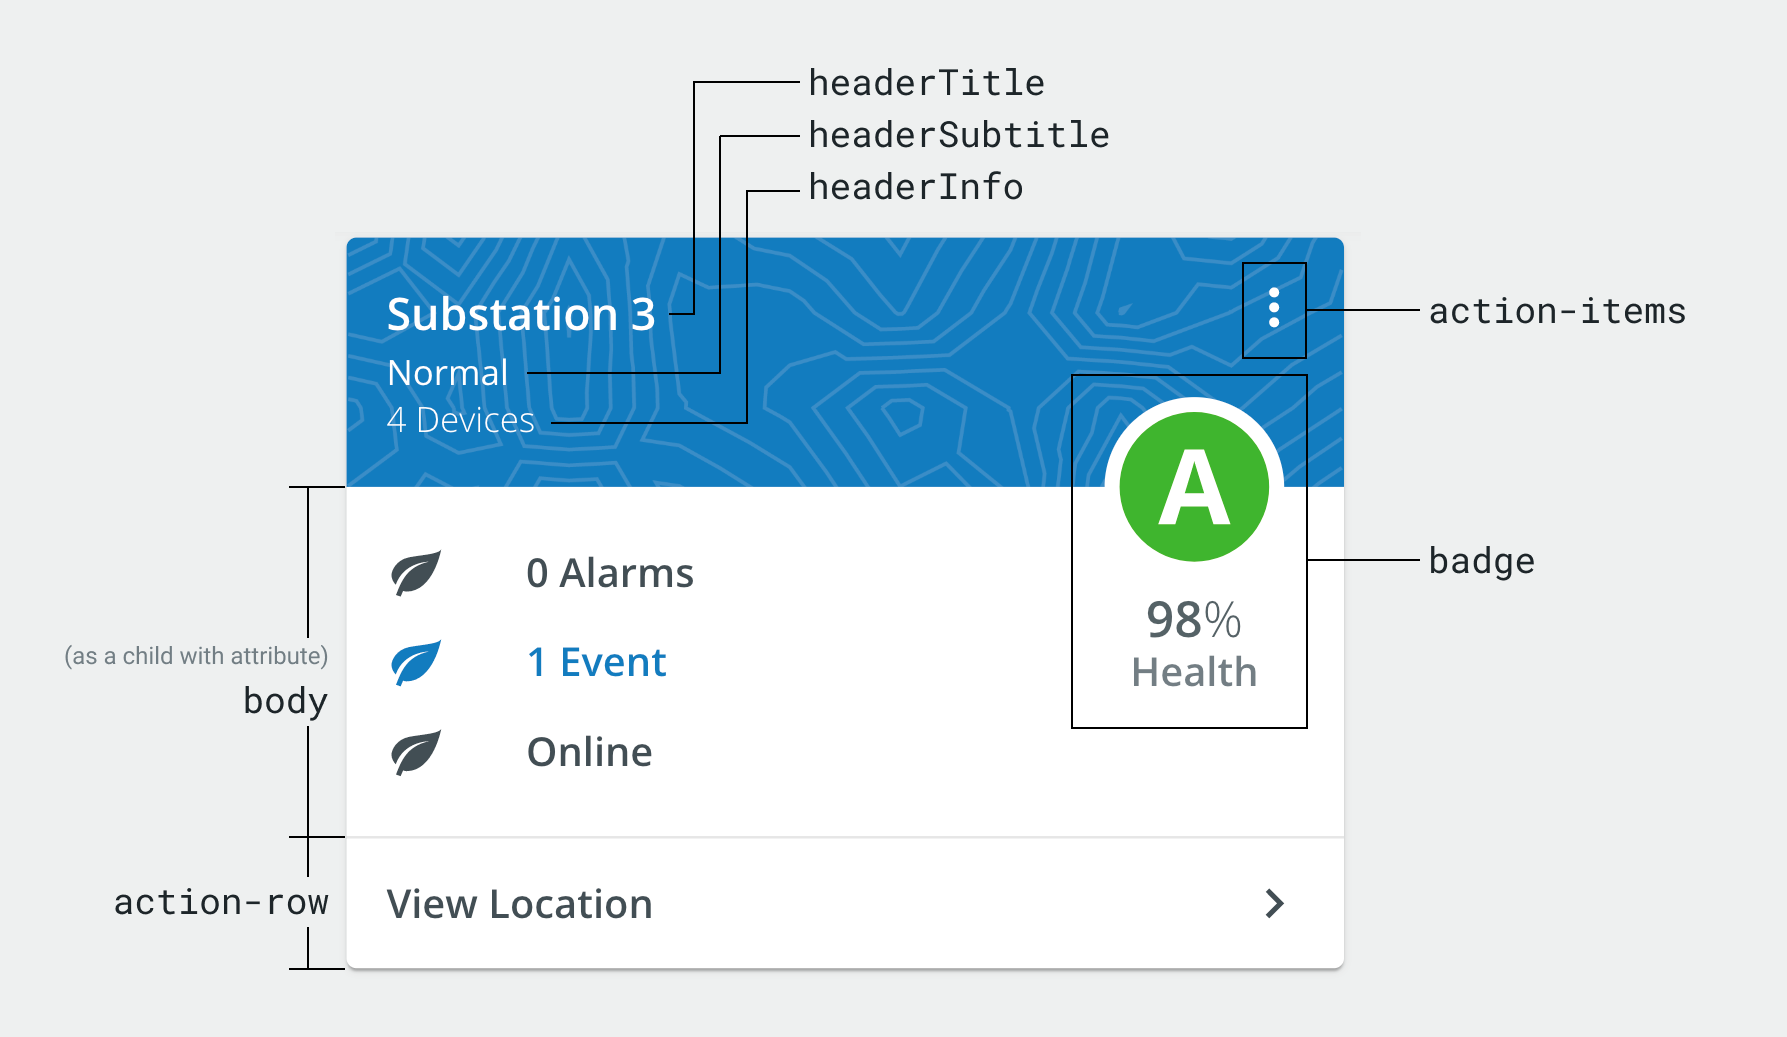 headerTitle
headerSubtitle
headerInfo
Substation 3
action-items
Normal
4 Devices
A
badge
0 Alarms
98%
Health
(as a child with attribute)
body
1 Event
Online
action-row
View Location